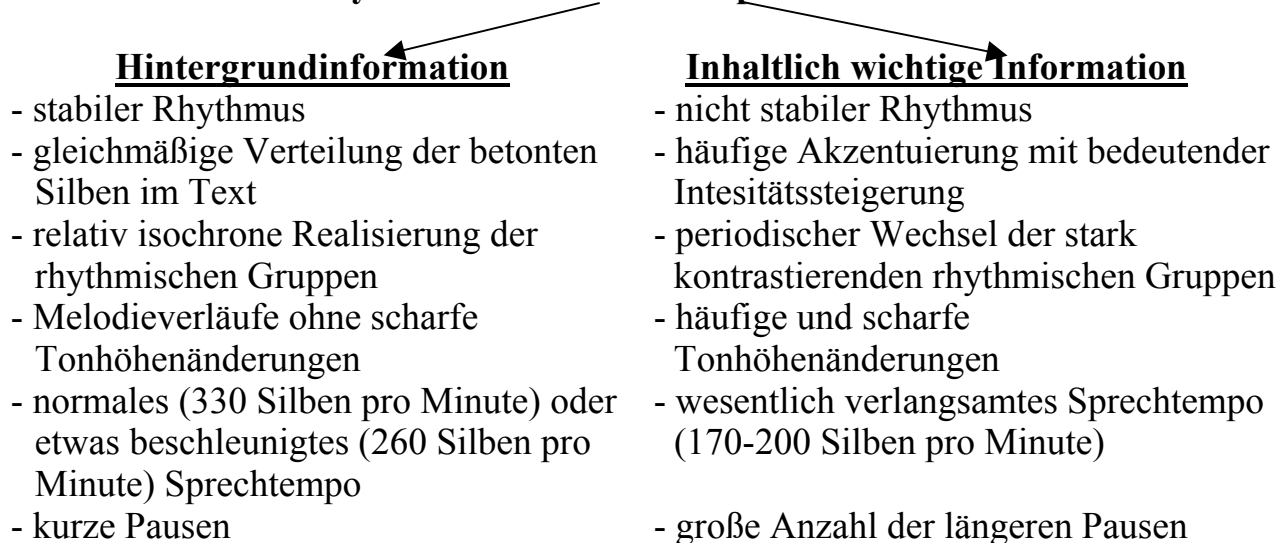 Hintergrundinformation
- stabiler Rhythmus
- gleichmäßige Verteilung der betonten
Silben im Text
- relativ isochrone Realisierung der
rhythmischen Gruppen
- Melodieverläufe ohne scharfe
Tonhöhenänderungen
- normales (330 Silben pro Minute) oder
etwas beschleunigtes (260 Silben pro
Minute) Sprechtempo
- kurze Pausen
Inhaltlich wichtige Information
- nicht stabiler Rhythmus
- häufige Akzentuierung mit bedeutender
Intesitätssteigerung
- periodischer Wechsel der stark
kontrastierenden rhythmischen Gruppen
- häufige und scharfe
Tonhöhenänderungen
- wesentlich verlangsamtes Sprechtempo
(170-200 Silben pro Minute)
- große Anzahl der längeren Pausen